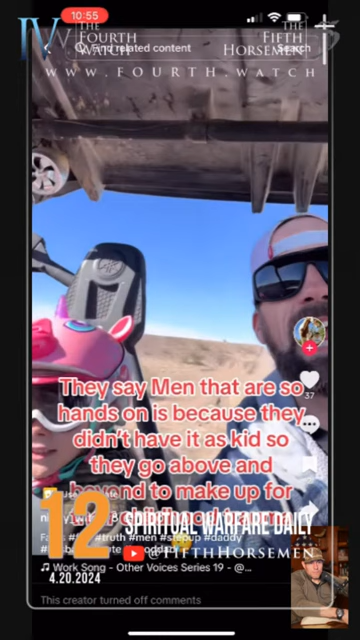 10:55
IV
THE FOURTH WATCH
Find related content
THE FIFTH HORSEMEN
Search
WWW.FOURTH.WATCH
They say Men that are so
hands on is because they
didn't have it as kid so
they go above and
beyond to make up for
37
12
SPIRITUAL WARFARE DAILY
#truth #men #stepup #daddy
@FIFTHHORSEMEN
Work Song - Other Voices Series 19 - @...
4.20.2024
This creator turned off comments